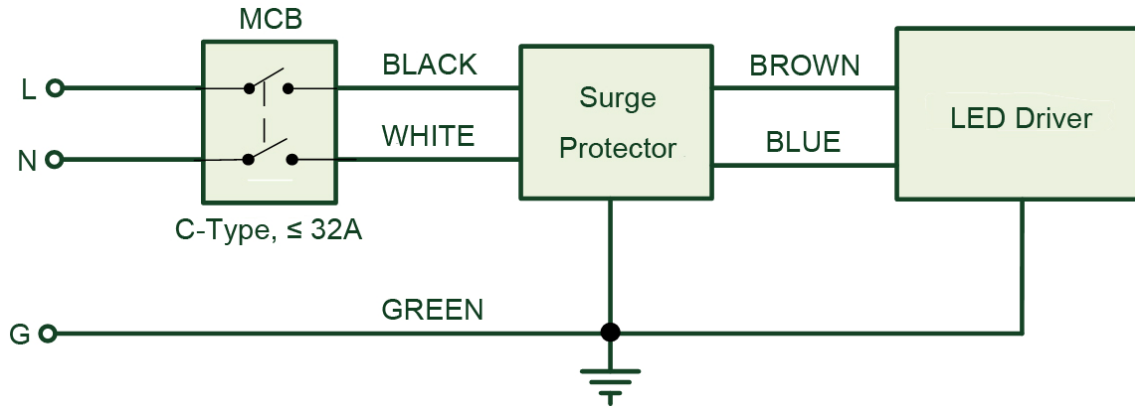 MCB
L
BLACK
BROWN
Surge
Protector
LED Driver
N
WHITE
BLUE
C-Type, ≤ 32A
GREEN
G